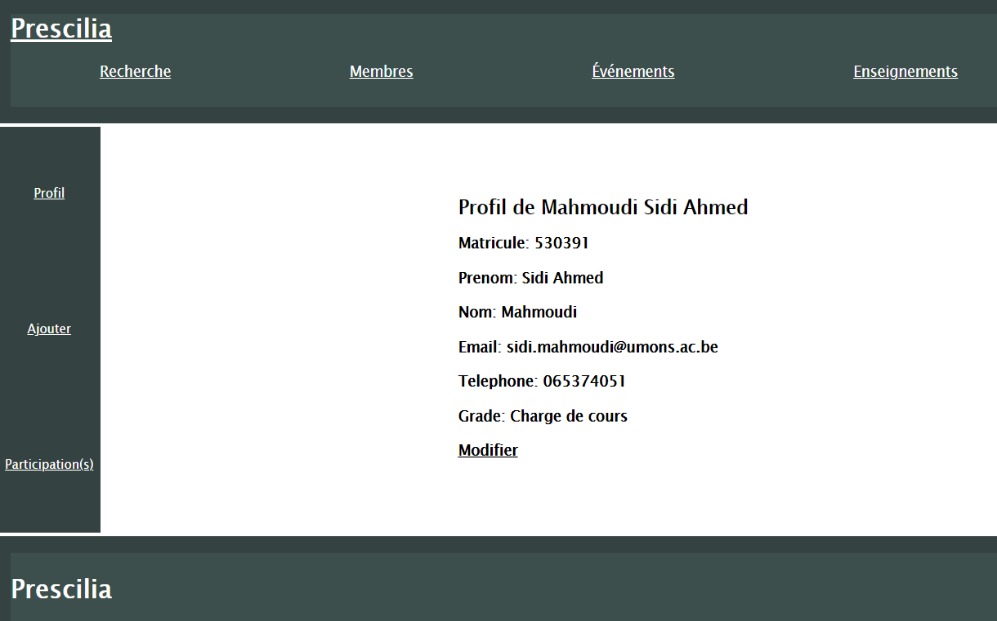 Prescilia
Recherche Membres Événements Enseignements
Profil
Ajouter
Participation(s)
Profil de Mahmoudi Sidi Ahmed
Matricule: 530391
Prenom: Sidi Ahmed
Nom: Mahmoudi
Email: sidi.mahmoudi@umons.ac.be
Telephone: 065374051
Grade: Charge de cours
Modifier
Prescilia